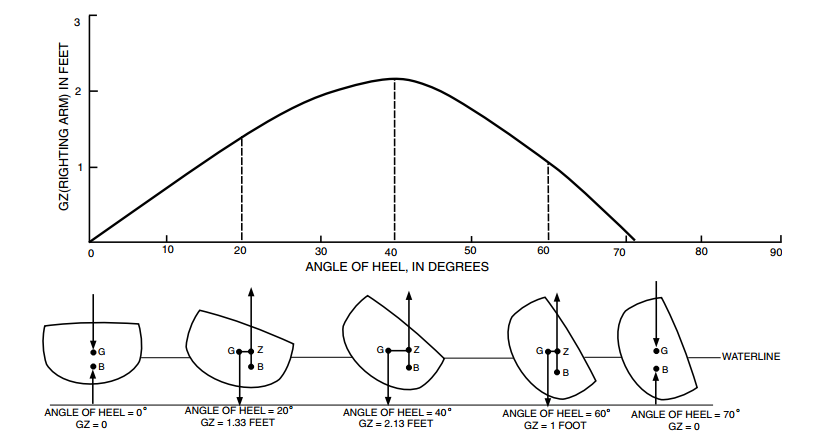 3
2
1
GZ(RIGHTING ARM) IN FEET
0 10 20 30 40 50 60 70 80 90
ANGLE OF HEEL, IN DEGREES
G
B
G Z
B
G Z
B
G Z
B
G
B
WATERLINE
ANGLE OF HEEL = 0°
GZ = 0
ANGLE OF HEEL = 20°
GZ = 1.33 FEET
ANGLE OF HEEL = 40°
GZ = 2.13 FEET
ANGLE OF HEEL = 60°
GZ = 1 FOOT
ANGLE OF HEEL = 70°
GZ = 0